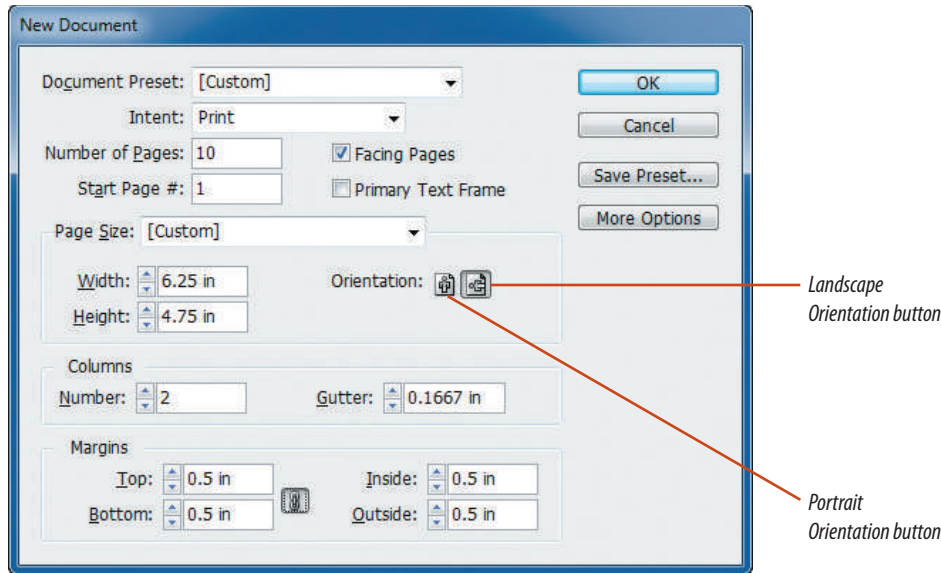 New Document
Document Preset: [Custom]
OK
Intent: Print
Cancel
Number of Pages: 10
Facing Pages
Save Preset...
Start Page #: 1
Primary Text Frame
More Options
Page Size: [Custom]
Width: 6.25 in
Orientation:
Landscape
Orientation button
Height: 4.75 in
Columns
Number: 2
Gutter: 0.1667 in
Margins
Top: 0.5 in
Inside: 0.5 in
Bottom: 0.5 in
Outside: 0.5 in
Portrait
Orientation button